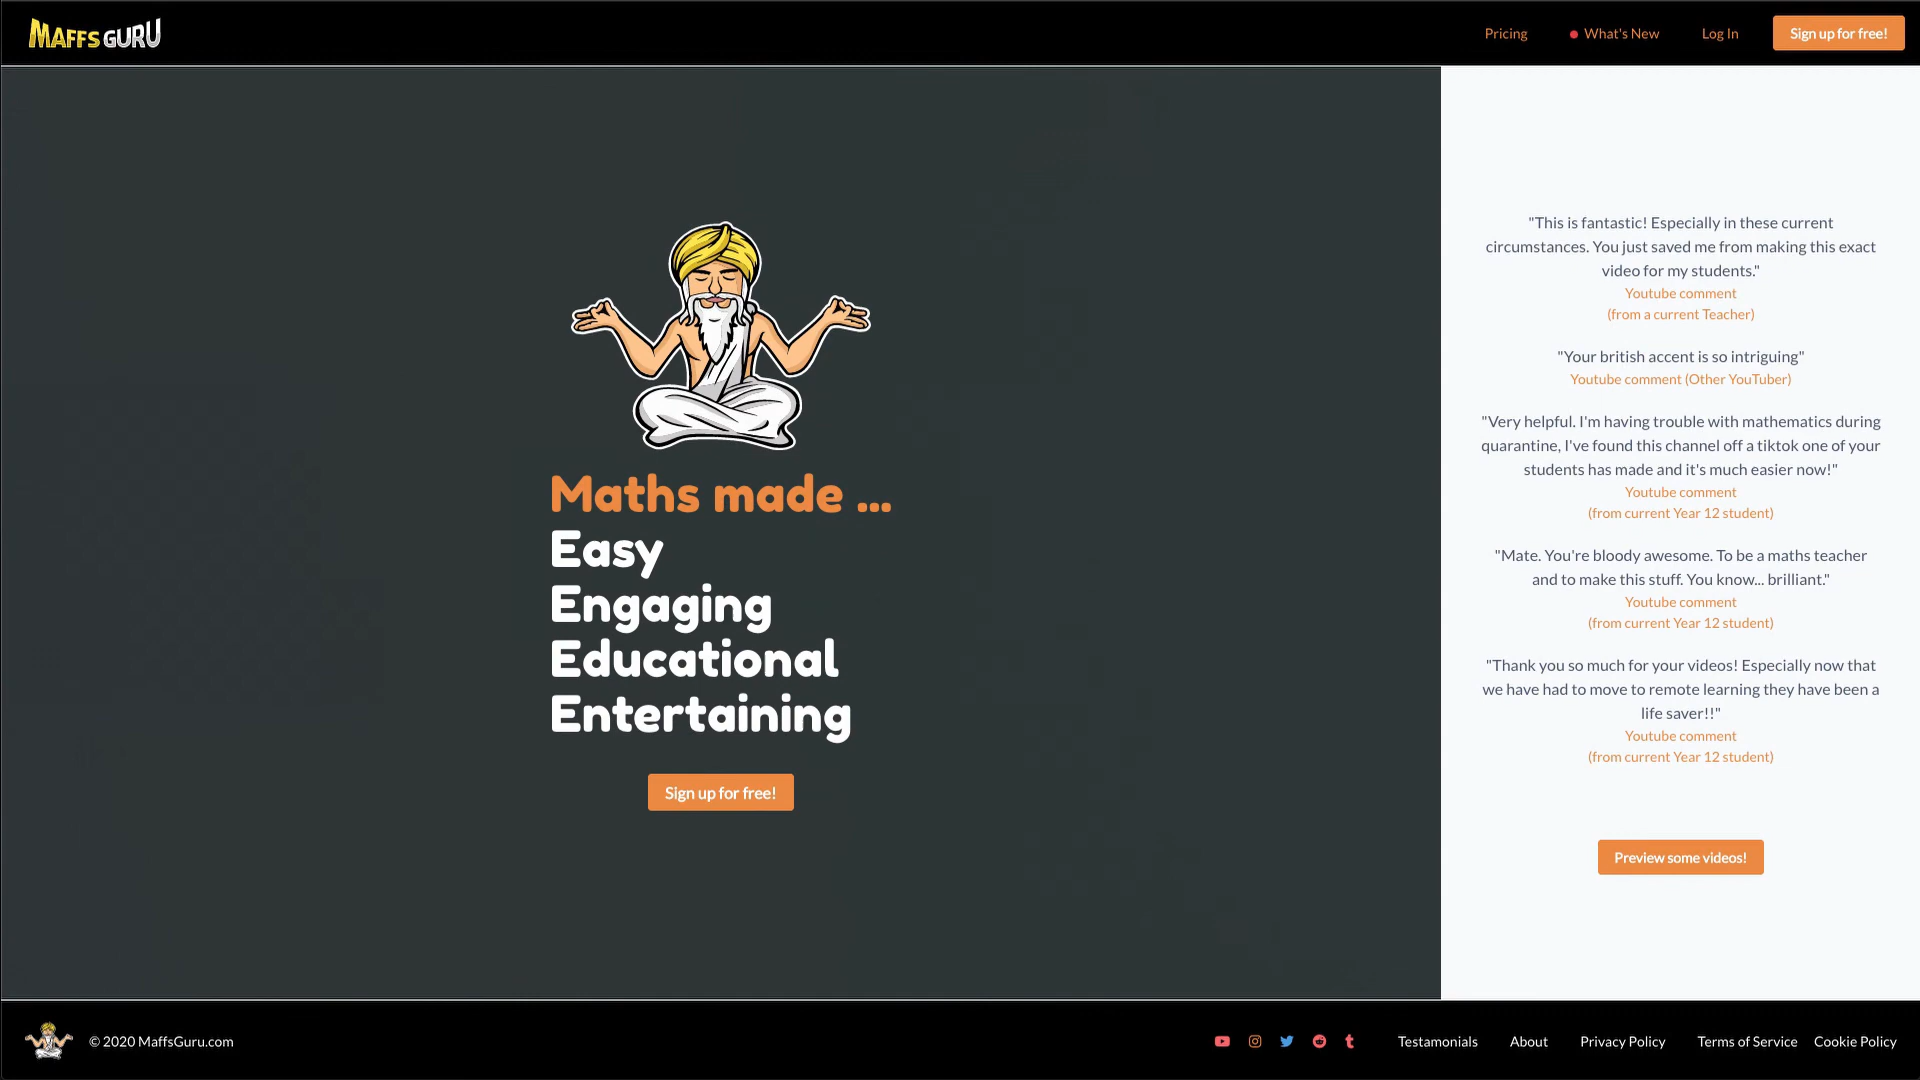 MAFFS GURU
Pricing
What's New
Log In
Sign up for free!
Maths made ...
Easy
Engaging
Educational
Entertaining
Sign up for free!
"This is fantastic! Especially in these current
circumstances. You just saved me from making this exact
video for my students."
Youtube comment
(from a current Teacher)
"Your british accent is so intriguing"
Youtube comment (Other YouTuber)
"Very helpful. I'm having trouble with mathematics during
quarantine, I've found this channel off a tiktok one of your
students has made and it's much easier now!"
Youtube comment
(from current Year 12 student)
"Mate. You're bloody awesome. To be a maths teacher
and to make this stuff. You know... brilliant."
Youtube comment
(from current Year 12 student)
"Thank you so much for your videos! Especially now that
we have had to move to remote learning they have been a
life saver!!"
Youtube comment
(from current Year 12 student)
Preview some videos!
© 2020 MaffsGuru.com
Testamonials
About
Privacy Policy
Terms of Service
Cookie Policy